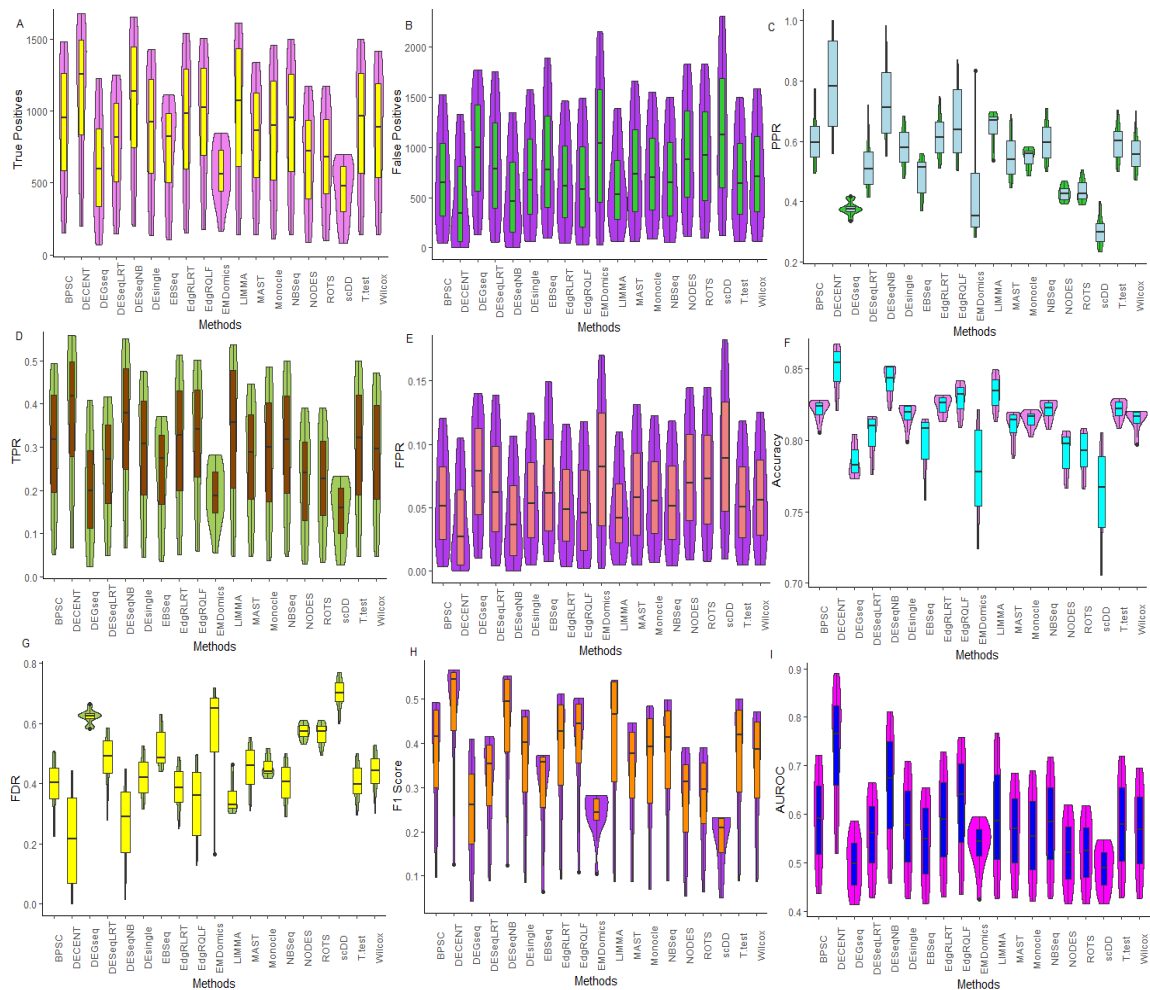 A
True Positives
1500
1000
500
0
BPSC
DECENT
DEGseq
DESeqLRT
DESeqNB
DEsingle
EBSeq
EdgRLRT
EdgRQLF
EMDomics
LIMMA
MAST
Monocle
NBSeq
NODES
ROTS
scDD
T.test
Wilcox
Methods
B
False Positives
2000
1500
1000
500
0
BPSC
DECENT
DEGseq
DESeqLRT
DESeqNB
DEsingle
EBSeq
EdgRLRT
EdgRQLF
EMDomics
LIMMA
MAST
Monocle
NBSeq
NODES
ROTS
scDD
T.test
Wilcox
Methods
C
PPR
1.0
0.8
0.6
0.4
0.2
BPSC
DECENT
DEGseq
DESeqLRT
DESeqNB
DEsingle
EBSeq
EdgRLRT
EdgRQLF
EMDomics
LIMMA
MAST
Monocle
NBSeq
NODES
ROTS
scDD
T.test
Wilcox
Methods
D
TPR
0.5
0.4
0.3
0.2
0.1
0.0
BPSC
DECENT
DEGseq
DESeqLRT
DESeqNB
DEsingle
EBSeq
EdgRLRT
EdgRQLF
EMDomics
LIMMA
MAST
Monocle
NBSeq
NODES
ROTS
scDD
T.test
Wilcox
Methods
E
FPR
0.15
0.10
0.05
0.00
BPSC
DECENT
DEGseq
DESeqLRT
DESeqNB
DEsingle
EBSeq
EdgRLRT
EdgRQLF
EMDomics
LIMMA
MAST
Monocle
NBSeq
NODES
ROTS
scDD
T.test
Wilcox
Methods
F
Accuracy
0.85
0.80
0.75
0.70
BPSC
DECENT
DEGseq
DESeqLRT
DESeqNB
DEsingle
EBSeq
EdgRLRT
EdgRQLF
EMDomics
LIMMA
MAST
Monocle
NBSeq
NODES
ROTS
scDD
T.test
Wilcox
Methods
G
FDR
0.8
0.6
0.4
0.2
0.0
BPSC
DECENT
DEGseq
DESeqLRT
DESeqNB
DEsingle
EBSeq
EdgRLRT
EdgRQLF
EMDomics
LIMMA
MAST
Monocle
NBSeq
NODES
ROTS
scDD
T.test
Wilcox
Methods
H
F1 Score
0.5
0.4
0.3
0.2
0.1
BPSC
DECENT
DEGseq
DESeqLRT
DESeqNB
DEsingle
EBSeq
EdgRLRT
EdgRQLF
EMDomics
LIMMA
MAST
Monocle
NBSeq
NODES
ROTS
scDD
T.test
Wilcox
Methods
I
AUROC
0.9
0.8
0.7
0.6
0.5
0.4
BPSC
DECENT
DEGseq
DESeqLRT
DESeqNB
DEsingle
EBSeq
EdgRLRT
EdgRQLF
EMDomics
LIMMA
MAST
Monocle
NBSeq
NODES
ROTS
scDD
T.test
Wilcox
Methods